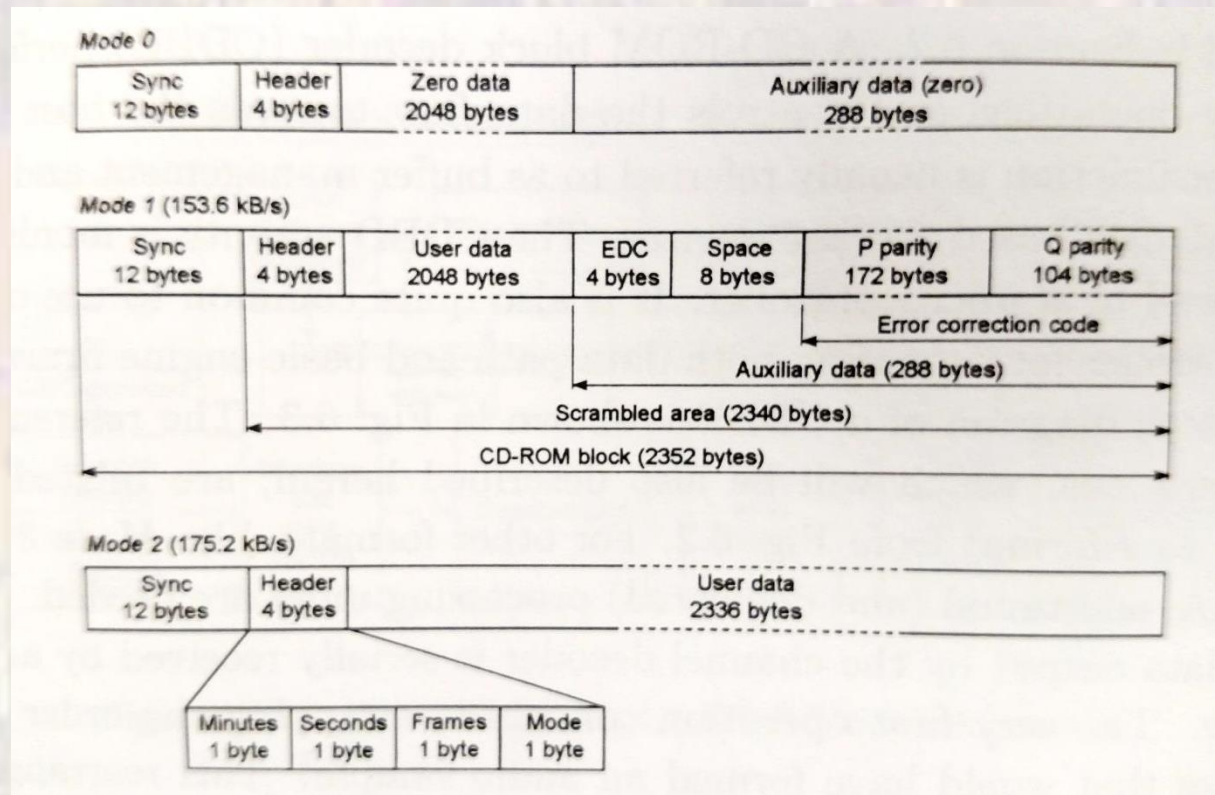 Mode 0
Sync Header Zero data Auxiliary data (zero)
12 bytes 4 bytes 2048 bytes 288 bytes
Mode 1 (153.6 kB/s)
Sync Header User data EDC Space P parity Q parity
12 bytes 4 bytes 2048 bytes 4 bytes 8 bytes 172 bytes 104 bytes
Error correction code
Auxiliary data (288 bytes)
Scrambled area (2340 bytes)
CD-ROM block (2352 bytes)
Mode 2 (175.2 kB/s)
Sync Header User data
12 bytes 4 bytes 2336 bytes
Minutes Seconds Frames Mode
1 byte 1 byte 1 byte 1 byte